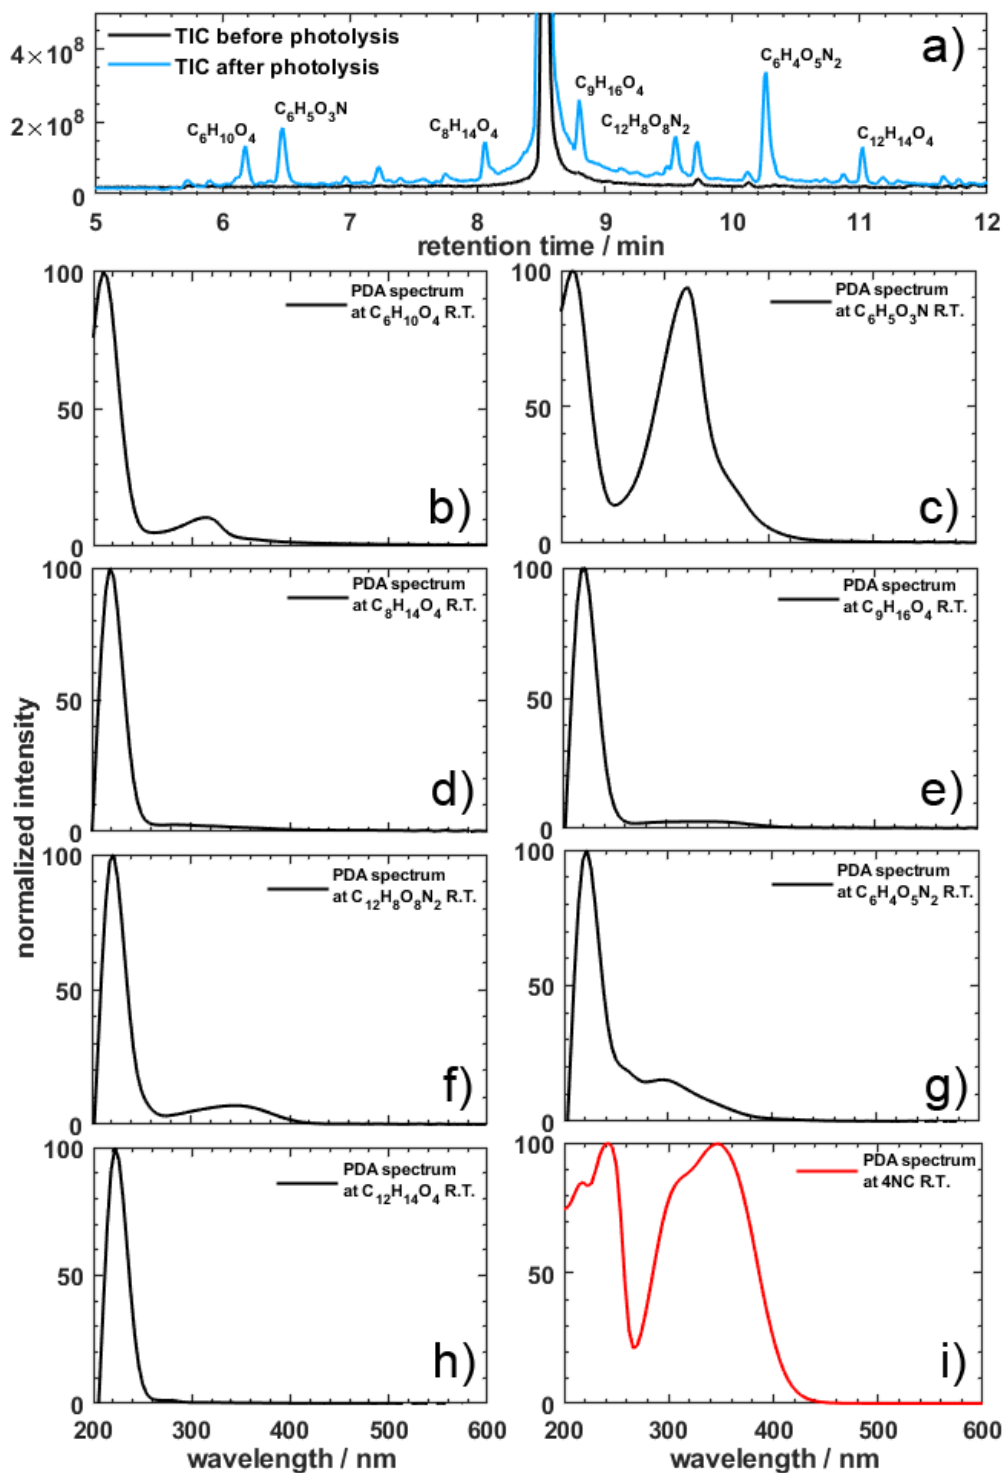 TIC before photolysis
TIC after photolysis
a)
4×10⁸
2×10⁸
0
C₆H₁₀O₄
C₆H₅O₃N
C₈H₁₄O₄
C₉H₁₆O₄
C₁₂H₈O₈N₂
C₆H₄O₅N₂
C₁₂H₁₄O₄
5 6 7 8 9 10 11 12
retention time / min
normalized intensity
100
50
0
PDA spectrum
at C₆H₁₀O₄ R.T.
b)
100
50
0
PDA spectrum
at C₆H₅O₃N R.T.
c)
100
50
0
PDA spectrum
at C₈H₁₄O₄ R.T.
d)
100
50
0
PDA spectrum
at C₉H₁₆O₄ R.T.
e)
100
50
0
PDA spectrum
at C₁₂H₈O₈N₂ R.T.
f)
100
50
0
PDA spectrum
at C₆H₄O₅N₂ R.T.
g)
100
50
0
PDA spectrum
at C₁₂H₁₄O₄ R.T.
h)
200 300 400 500 600
wavelength / nm
100
50
0
PDA spectrum
at 4NC R.T.
i)
200 300 400 500 600
wavelength / nm